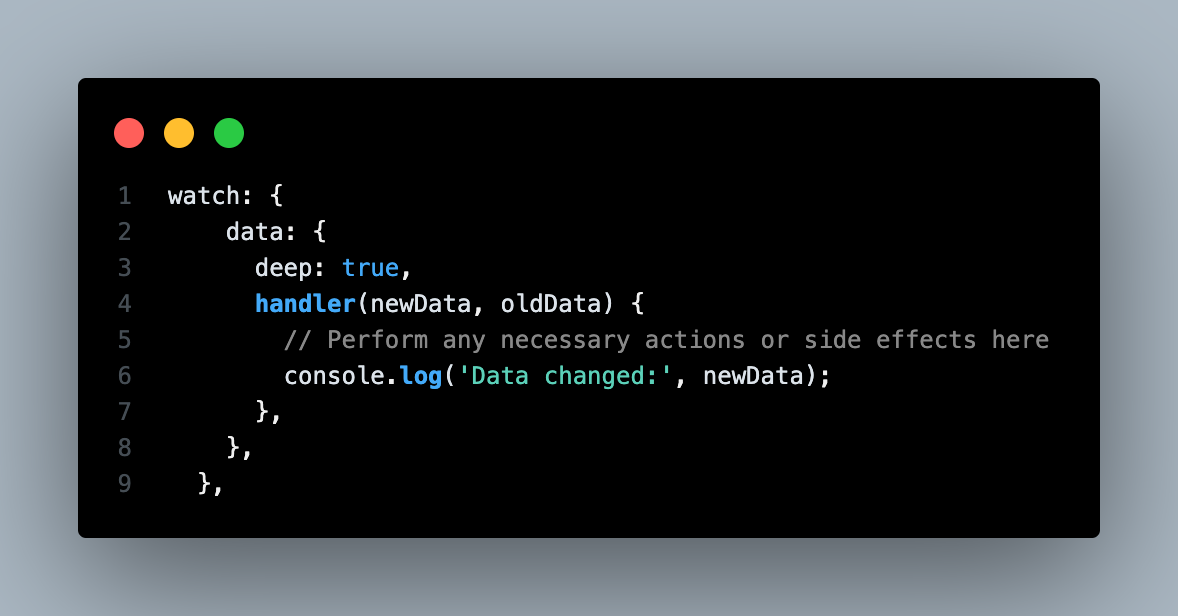 1 watch: {
2     data: {
3       deep: true,
4       handler(newData, oldData) {
5         // Perform any necessary actions or side effects here
6         console.log('Data changed:', newData);
7       },
8     },
9   },